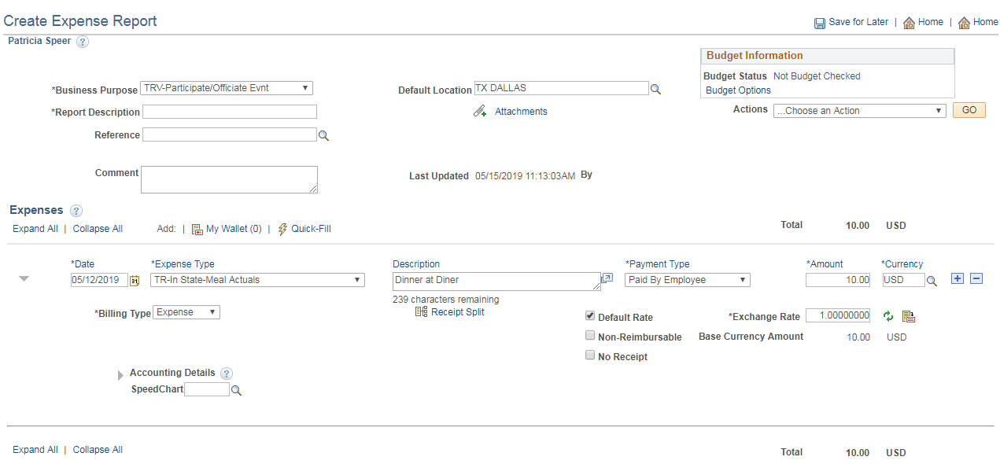 Create Expense Report
Save for Later | Home | Home
Patricia Speer ?
Budget Information
Budget Status Not Budget Checked
Budget Options
*Business Purpose TRV-Participate/Officiate Evnt
Default Location TX DALLAS
*Report Description
Attachments
Actions ...Choose an Action GO
Reference
Comment
Last Updated 05/15/2019 11:13:03AM By
Expenses ?
Expand All | Collapse All Add: | My Wallet (0) | Quick-Fill
Total 10.00 USD
*Date *Expense Type Description *Payment Type *Amount *Currency
05/12/2019 31 TR-In State-Meal Actuals Dinner at Diner Paid By Employee 10.00 USD
239 characters remaining
*Billing Type Expense Receipt Split
Default Rate *Exchange Rate 1.00000000
Non-Reimbursable Base Currency Amount 10.00 USD
No Receipt
Accounting Details ?
SpeedChart
Expand All | Collapse All Total 10.00 USD